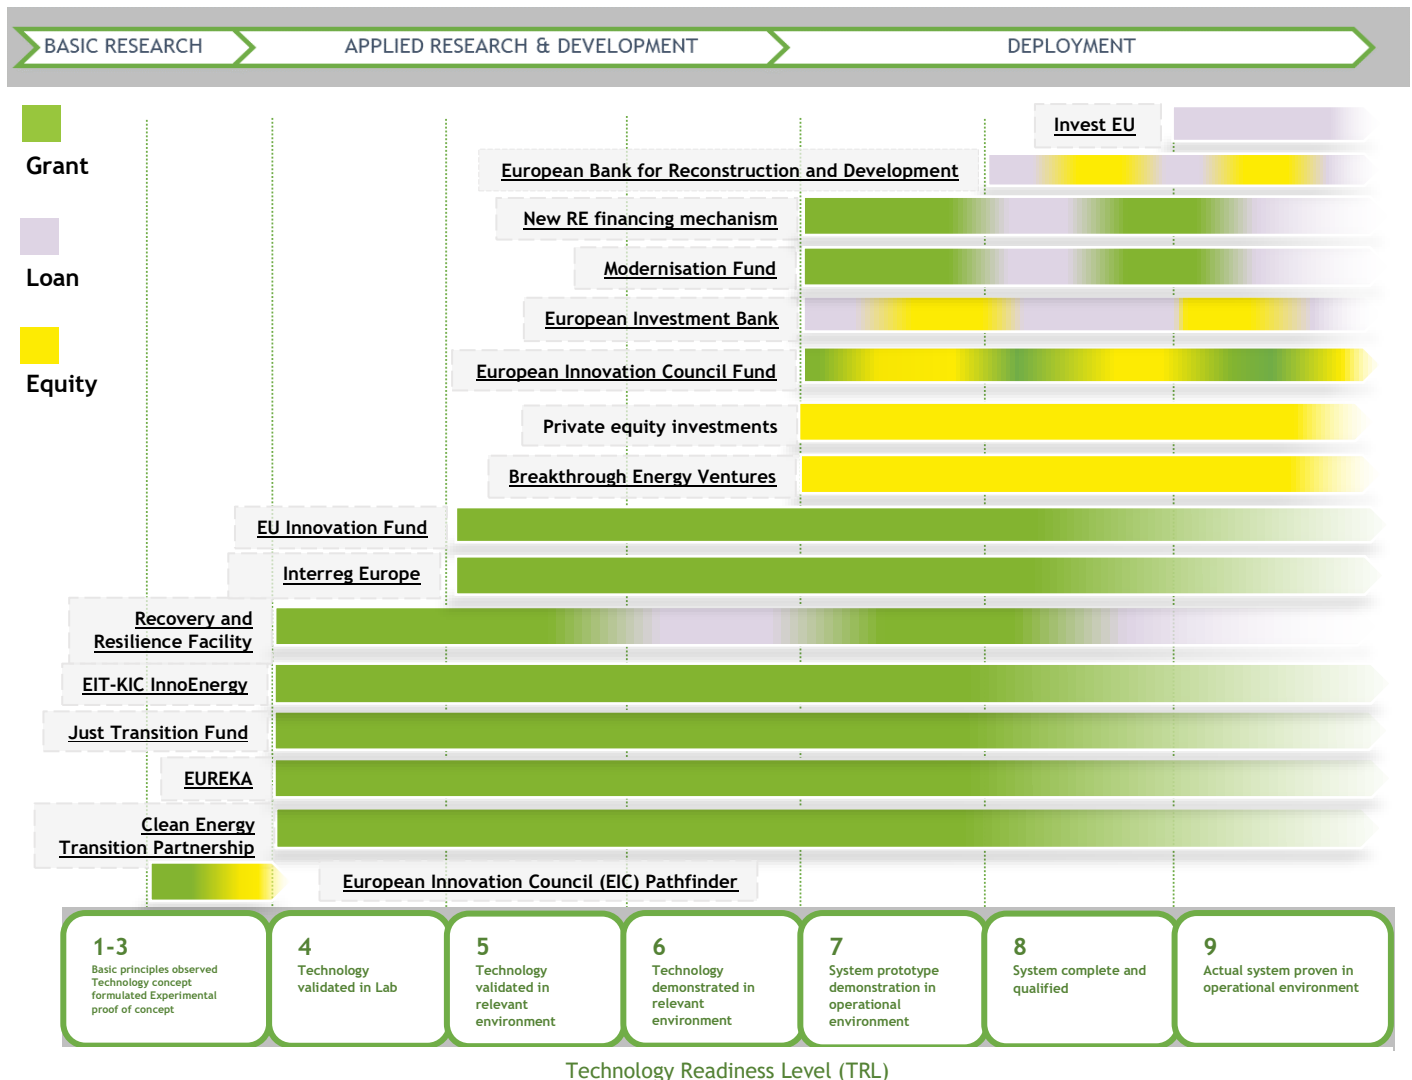 BASIC RESEARCH
APPLIED RESEARCH & DEVELOPMENT
DEPLOYMENT
Grant
Loan
Equity
Invest EU
European Bank for Reconstruction and Development
New RE financing mechanism
Modernisation Fund
European Investment Bank
European Innovation Council Fund
Private equity investments
Breakthrough Energy Ventures
EU Innovation Fund
Interreg Europe
Recovery and
Resilience Facility
EIT-KIC InnoEnergy
Just Transition Fund
EUREKA
Clean Energy
Transition Partnership
European Innovation Council (EIC) Pathfinder
1-3
Basic principles observed
Technology concept
formulated Experimental
proof of concept
4
Technology
validated in Lab
5
Technology
validated in
relevant
environment
6
Technology
demonstrated in
relevant
environment
7
System prototype
demonstration in
operational
environment
8
System complete and
qualified
9
Actual system proven in
operational environment
Technology Readiness Level (TRL)